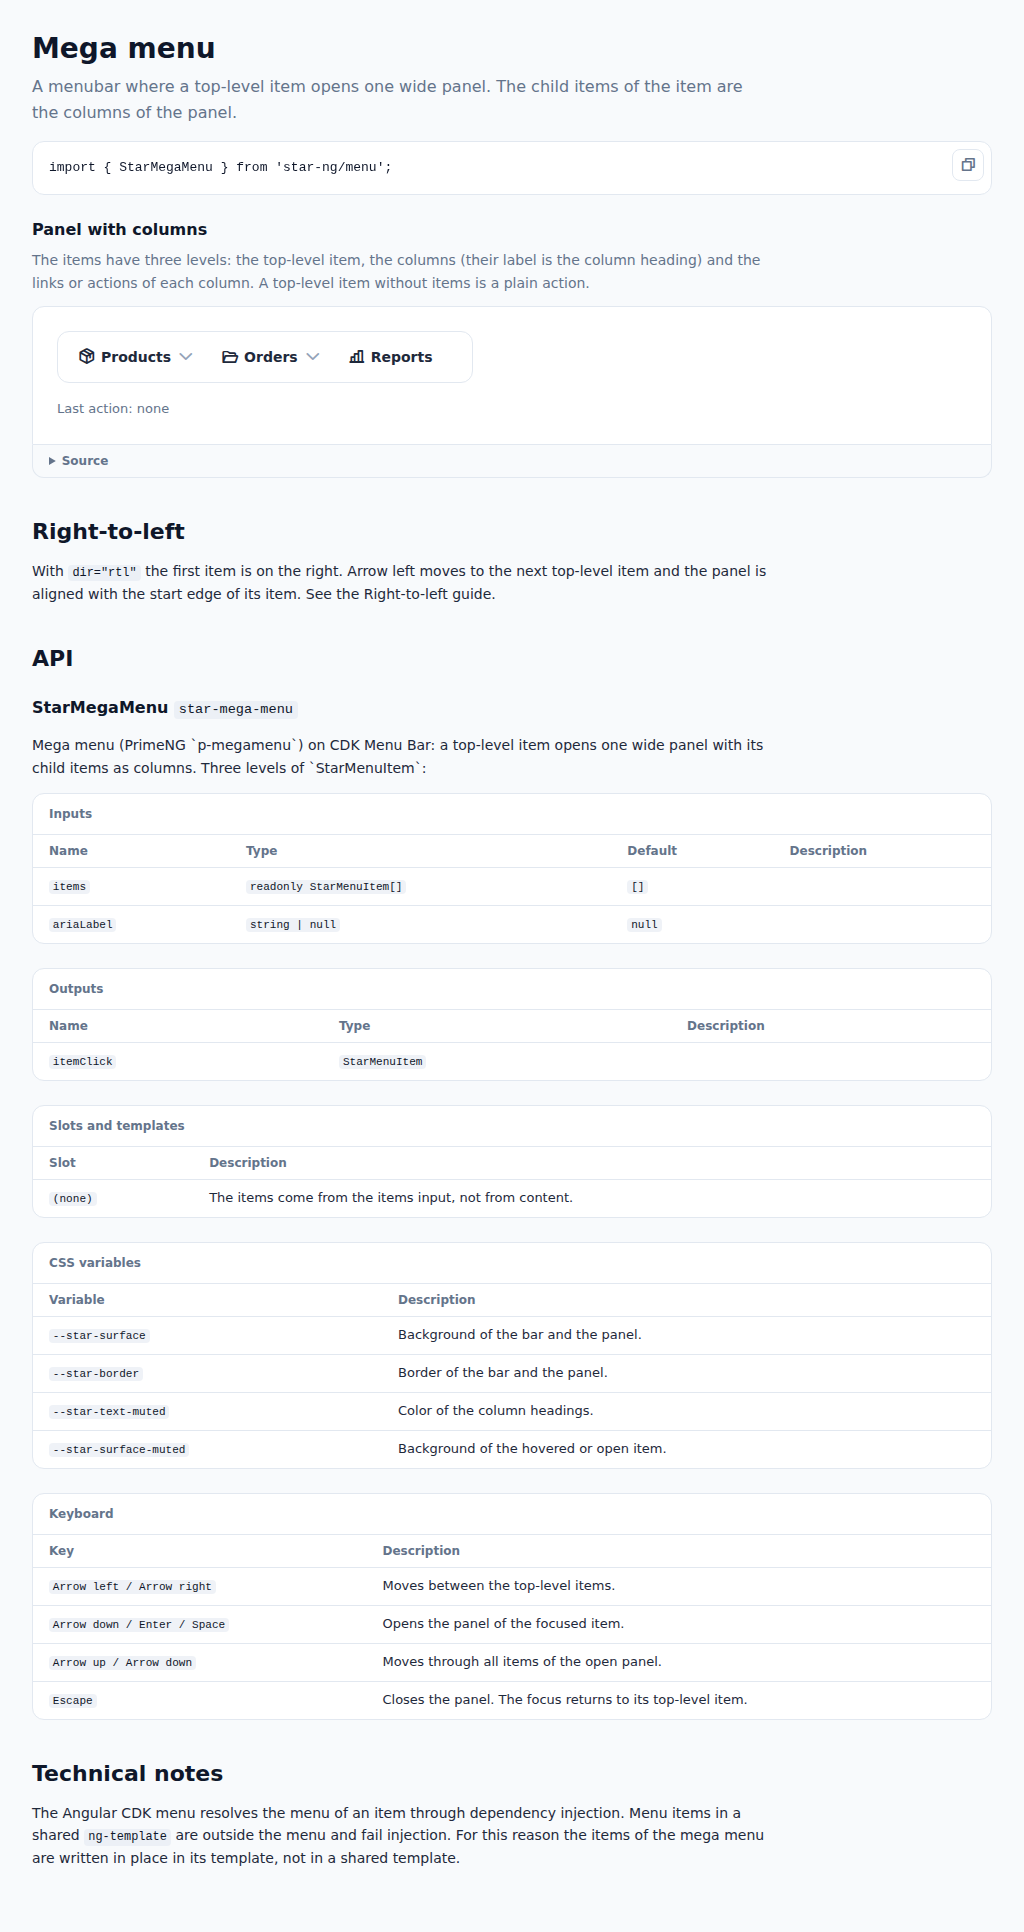 Mega menu
A menubar where a top-level item opens one wide panel. The child items of the item are
the columns of the panel.
import { StarMegaMenu } from 'star-ng/menu';
Panel with columns
The items have three levels: the top-level item, the columns (their label is the column heading) and the
links or actions of each column. A top-level item without items is a plain action.
Products Orders Reports
Last action: none
Source
Right-to-left
With dir="rtl" the first item is on the right. Arrow left moves to the next top-level item and the panel is
aligned with the start edge of its item. See the Right-to-left guide.
API
StarMegaMenu star-mega-menu
Mega menu (PrimeNG `p-megamenu`) on CDK Menu Bar: a top-level item opens one wide panel with its
child items as columns. Three levels of `StarMenuItem`:
Inputs
Name Type Default Description
items readonly StarMenuItem[] []
ariaLabel string | null null
Outputs
Name Type Description
itemClick StarMenuItem
Slots and templates
Slot Description
(none) The items come from the items input, not from content.
CSS variables
Variable Description
--star-surface Background of the bar and the panel.
--star-border Border of the bar and the panel.
--star-text-muted Color of the column headings.
--star-surface-muted Background of the hovered or open item.
Keyboard
Key Description
Arrow left / Arrow right Moves between the top-level items.
Arrow down / Enter / Space Opens the panel of the focused item.
Arrow up / Arrow down Moves through all items of the open panel.
Escape Closes the panel. The focus returns to its top-level item.
Technical notes
The Angular CDK menu resolves the menu of an item through dependency injection. Menu items in a
shared ng-template are outside the menu and fail injection. For this reason the items of the mega menu
are written in place in its template, not in a shared template.